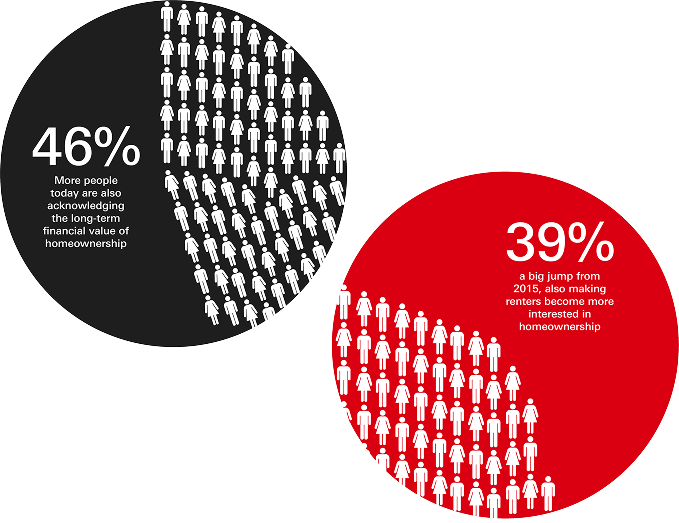 46%
More people
today are also
acknowledging
the long-term
financial value of
homeownership
39%
a big jump from
2015, also making
renters become more
interested in
homeownership